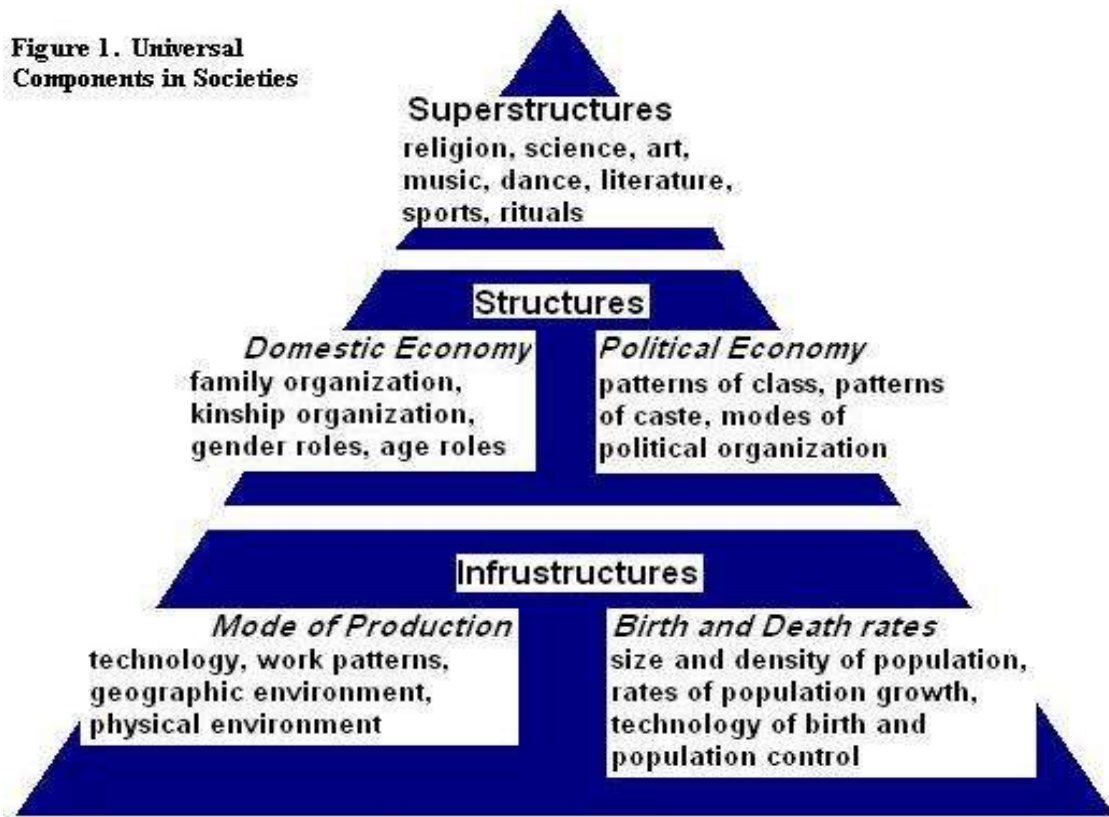 Figure 1. Universal
Components in Societies
Superstructures
religion, science, art,
music, dance, literature,
sports, rituals
Structures
Domestic Economy
family organization,
kinship organization,
gender roles, age roles
Political Economy
patterns of class, patterns
of caste, modes of
political organization
Infrustructures
Mode of Production
technology, work patterns,
geographic environment,
physical environment
Birth and Death rates
size and density of population,
rates of population growth,
technology of birth and
population control